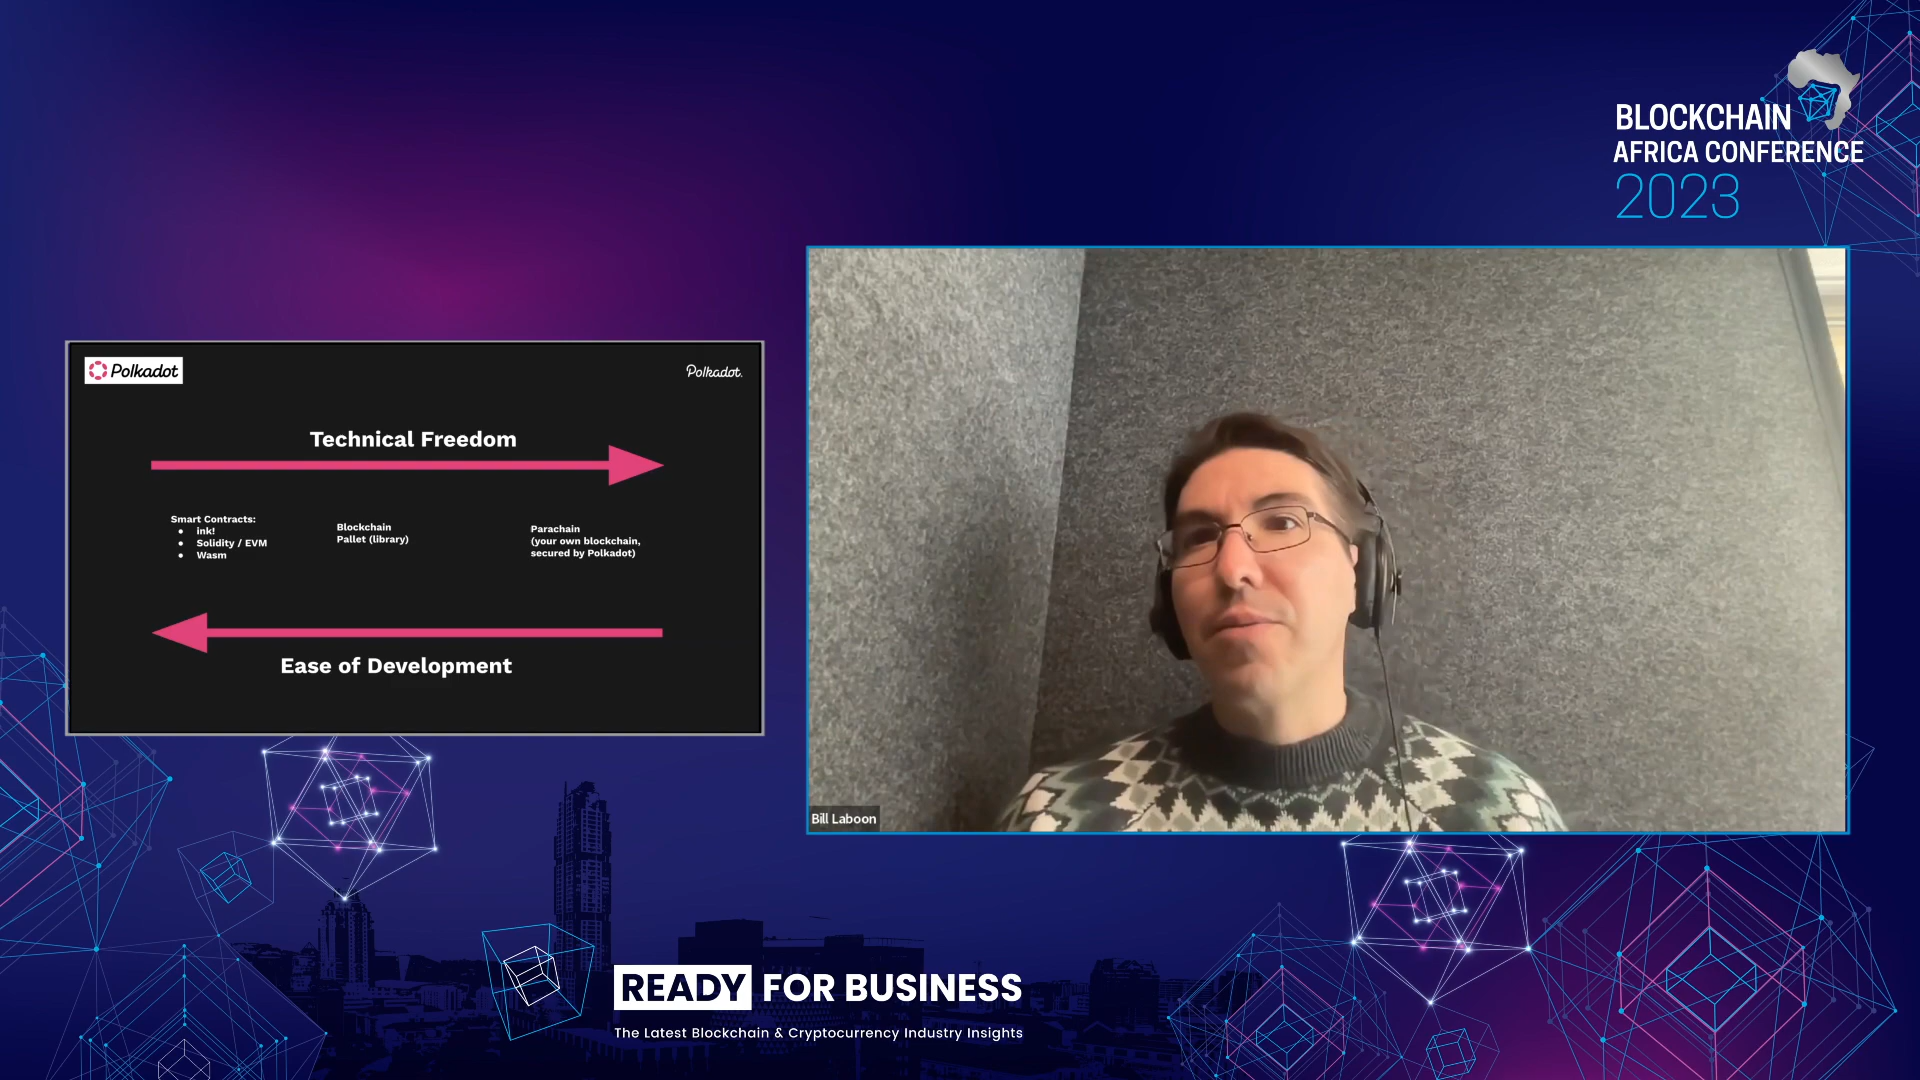 BLOCKCHAIN
AFRICA CONFERENCE
2023
Polkadot
Polkadot.
Technical Freedom
Smart Contracts:
● ink!
● Solidity / EVM
● Wasm
Blockchain
Pallet (library)
Parachain
(your own blockchain,
secured by Polkadot)
Ease of Development
Bill Laboon
READY FOR BUSINESS
The Latest Blockchain & Cryptocurrency Industry Insights